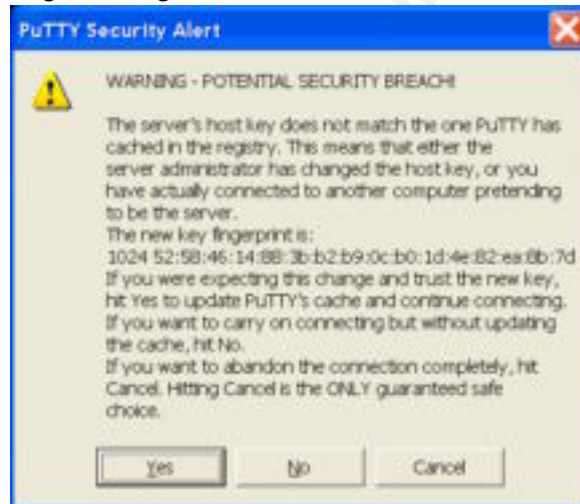 PuTTY Security Alert
WARNING - POTENTIAL SECURITY BREACH!
The server's host key does not match the one PuTTY has
cached in the registry. This means that either the
server administrator has changed the host key, or you
have actually connected to another computer pretending
to be the server.
The new key fingerprint is:
1024 52:58:46:14:88:3b:b2:b9:0c:b0:1d:4e:82:ea:8b:7d
If you were expecting this change and trust the new key,
hit Yes to update PuTTY's cache and continue connecting.
If you want to carry on connecting but without updating
the cache, hit No.
If you want to abandon the connection completely, hit
Cancel. Hitting Cancel is the ONLY guaranteed safe
choice.
Yes No Cancel